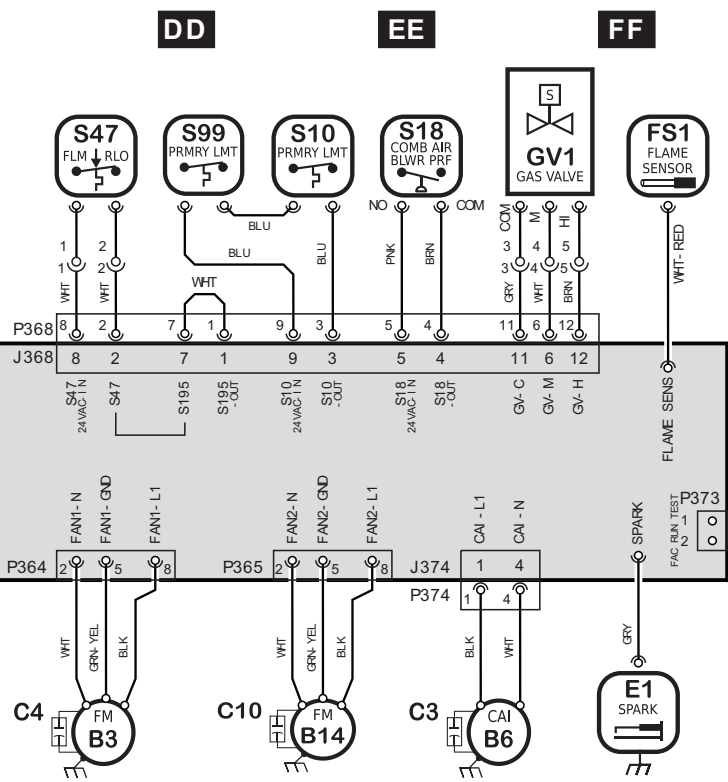 DD EE FF
S47
FLM RLO
S99
PRMRY LMT
S10
PRMRY LMT
S18
COMB AIR
BLWR PRF
S
GV1
GAS VALVE
FS1
FLAME
SENSOR
NO COM
COM M HI
BLU
1 2 3 4 5
1 2 3 4 5
WHT WHT BLU WHT BLU PNK BRN GRY WHT BRN WHT-RED
P368 8 2 7 1 9 3 5 4 11 6 12
J368 8 2 7 1 9 3 5 4 11 6 12
S47
24 VAC-IN
S47
S195
S195
-OUT
S10
24 VAC-IN
S10
-OUT
S18
24 VAC-IN
S18
-OUT
GV-C
GV-M
GV-H
FLAME SENS
FAN1-N
FAN1-GND
FAN1-L1
FAN2-N
FAN2-GND
FAN2-L1
CAI-L1
CAI-N
SPARK
FAC RUN TEST
P373
1
2
P364 2 5 8
P365 2 5 8
J374 1 4
P374 1 4
WHT GRN-YEL BLK
WHT GRN-YEL BLK
BLK WHT
GRY
C4
FM
B3
C10
FM
B14
C3
CAI
B6
E1
SPARK